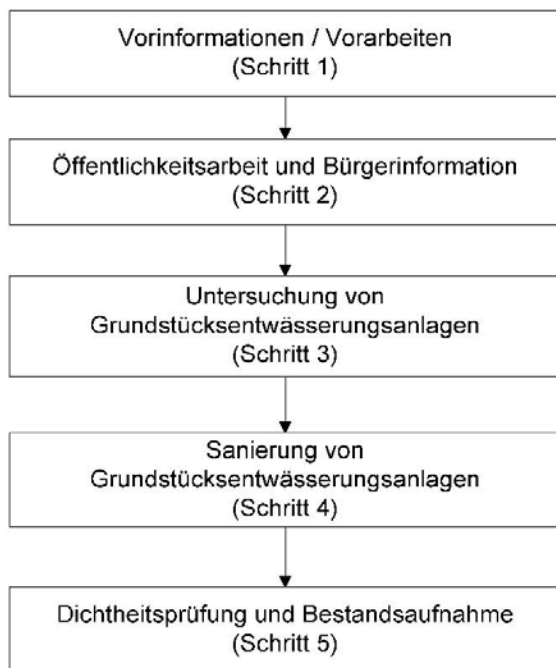 Vorinformationen / Vorarbeiten
(Schritt 1)
Öffentlichkeitsarbeit und Bürgerinformation
(Schritt 2)
Untersuchung von
Grundstücksentwässerungsanlagen
(Schritt 3)
Sanierung von
Grundstücksentwässerungsanlagen
(Schritt 4)
Dichtheitsprüfung und Bestandsaufnahme
(Schritt 5)